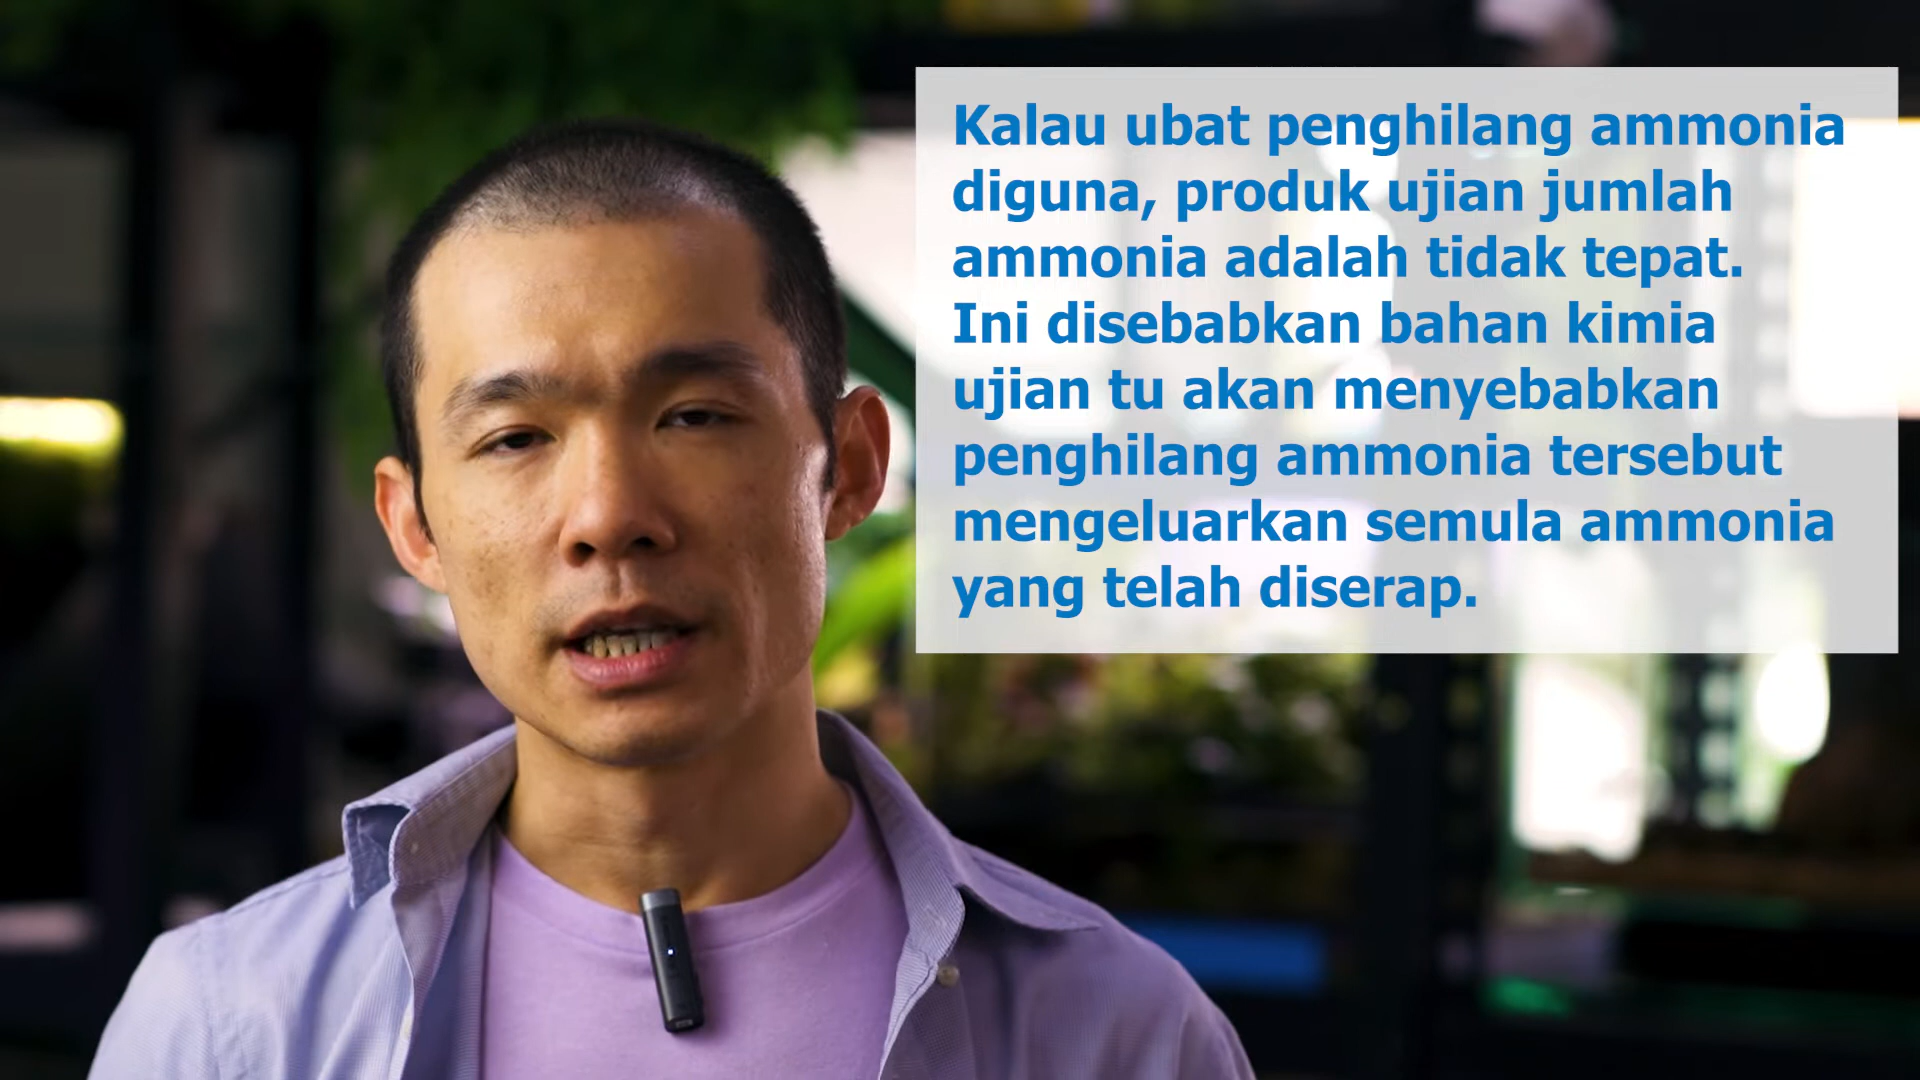 Kalau ubat penghilang ammonia
diguna, produk ujian jumlah
ammonia adalah tidak tepat.
Ini disebabkan bahan kimia
ujian tu akan menyebabkan
penghilang ammonia tersebut
mengeluarkan semula ammonia
yang telah diserap.